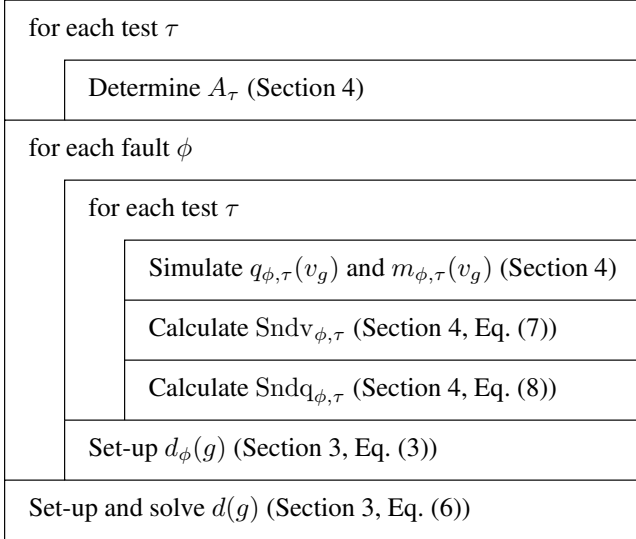 for each test τ
Determine A_τ (Section 4)
for each fault ϕ
for each test τ
Simulate q_{ϕ,τ}(v_g) and m_{ϕ,τ}(v_g) (Section 4)
Calculate Sndv_{ϕ,τ} (Section 4, Eq. (7))
Calculate Sndq_{ϕ,τ} (Section 4, Eq. (8))
Set-up d_ϕ(g) (Section 3, Eq. (3))
Set-up and solve d(g) (Section 3, Eq. (6))